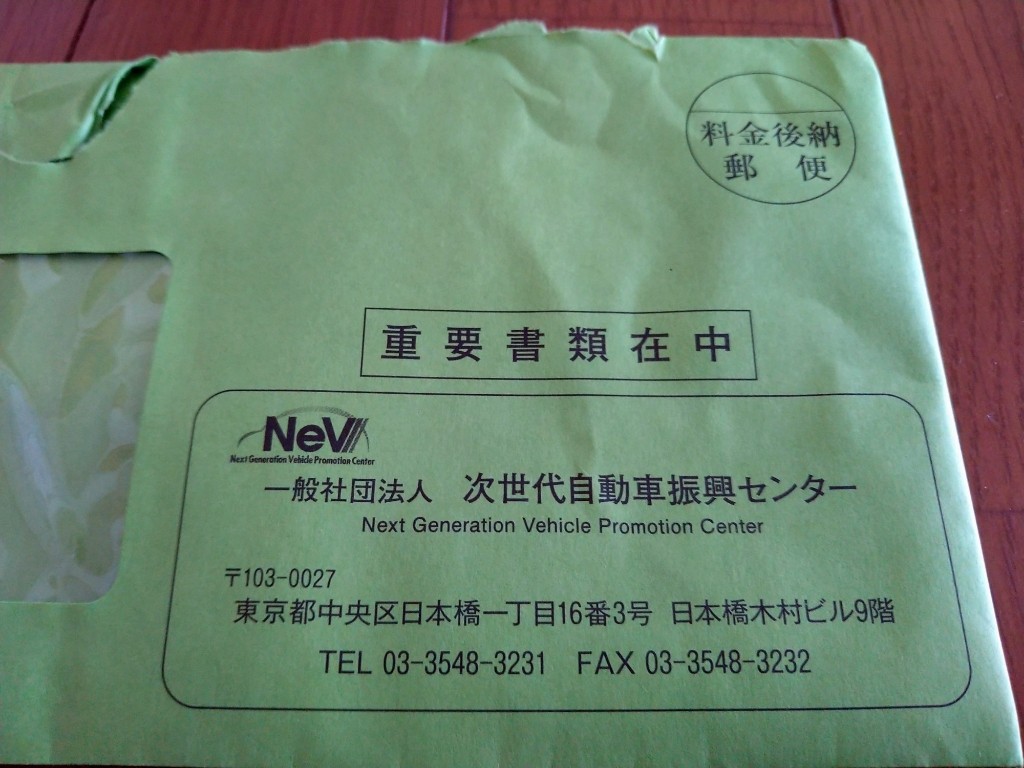 料金後納
郵便
重要書類在中
NeV
Next Generation Vehicle Promotion Center
一般社団法人 次世代自動車振興センター
Next Generation Vehicle Promotion Center
〒103-0027
東京都中央区日本橋一丁目16番3号 日本橋木村ビル9階
TEL 03-3548-3231 FAX 03-3548-3232